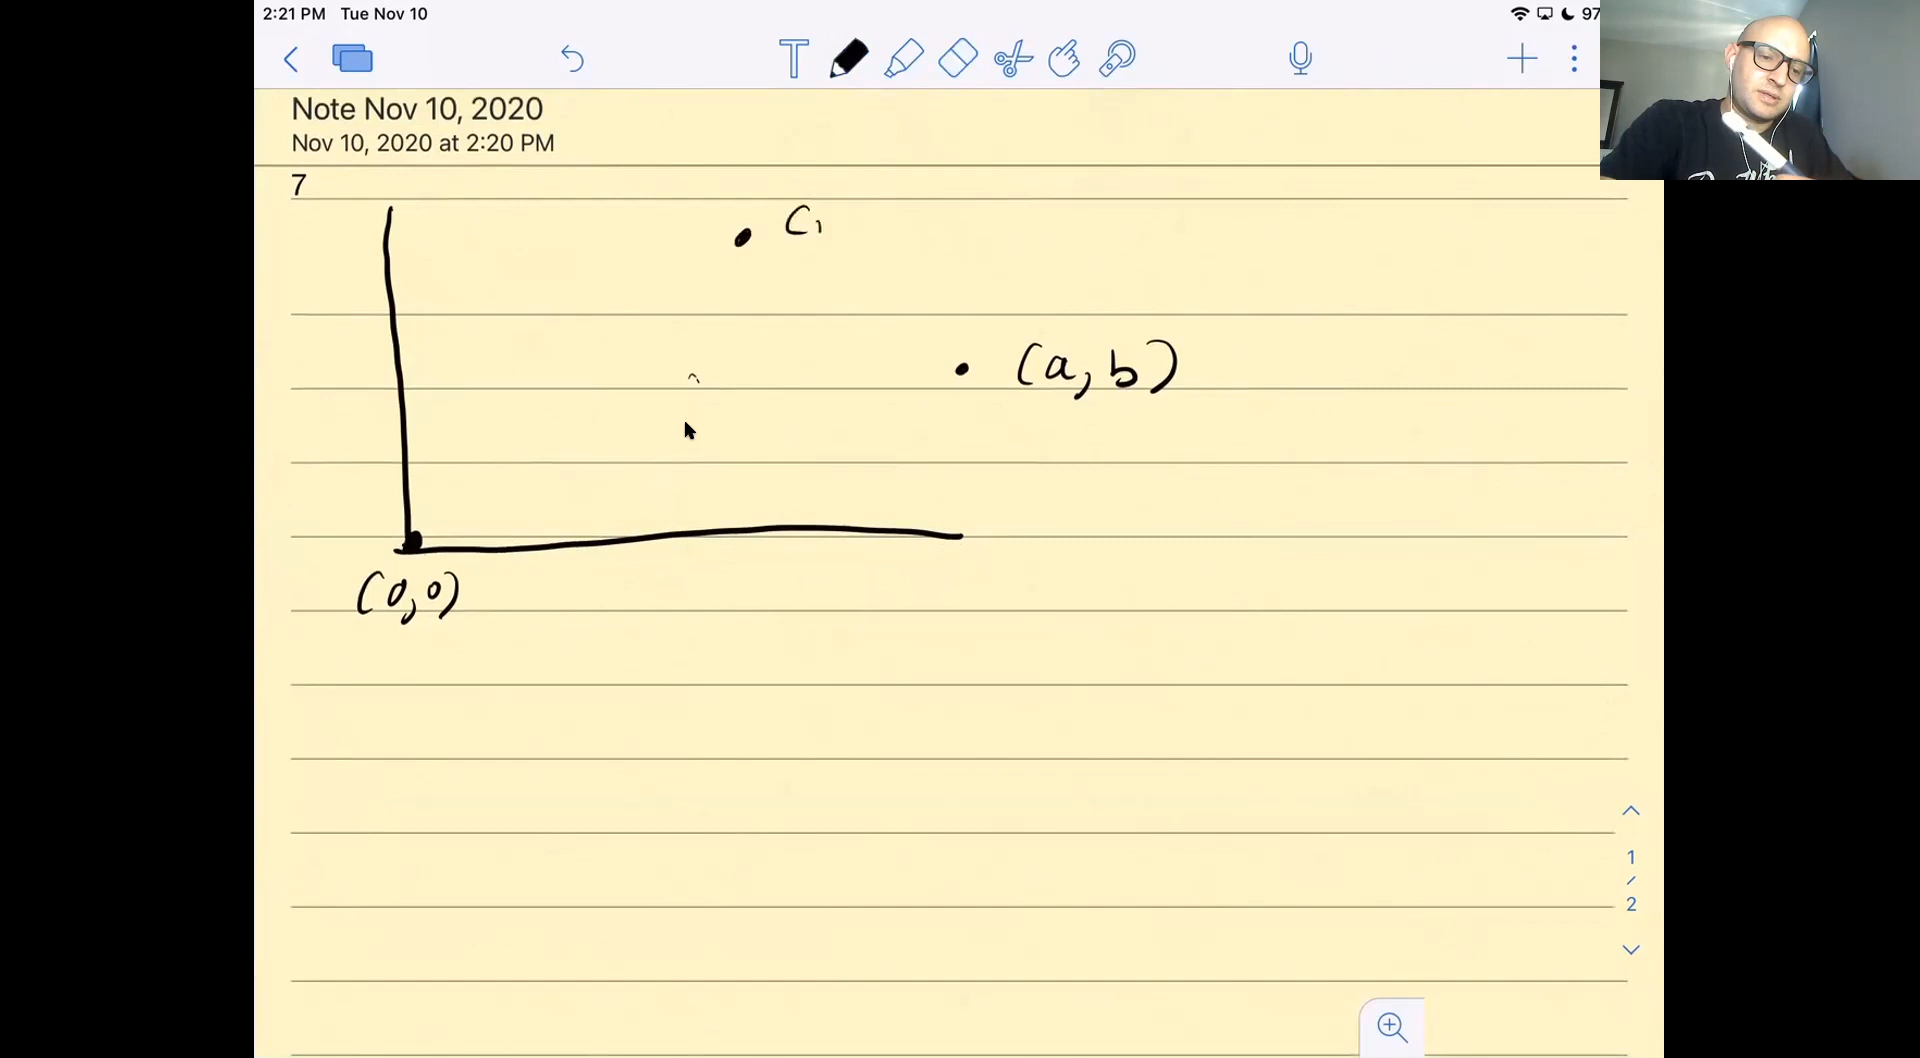 2:21 PM Tue Nov 10
97
T
Note Nov 10, 2020
Nov 10, 2020 at 2:20 PM
7
C1
(a, b)
(0,0)
1
/
2